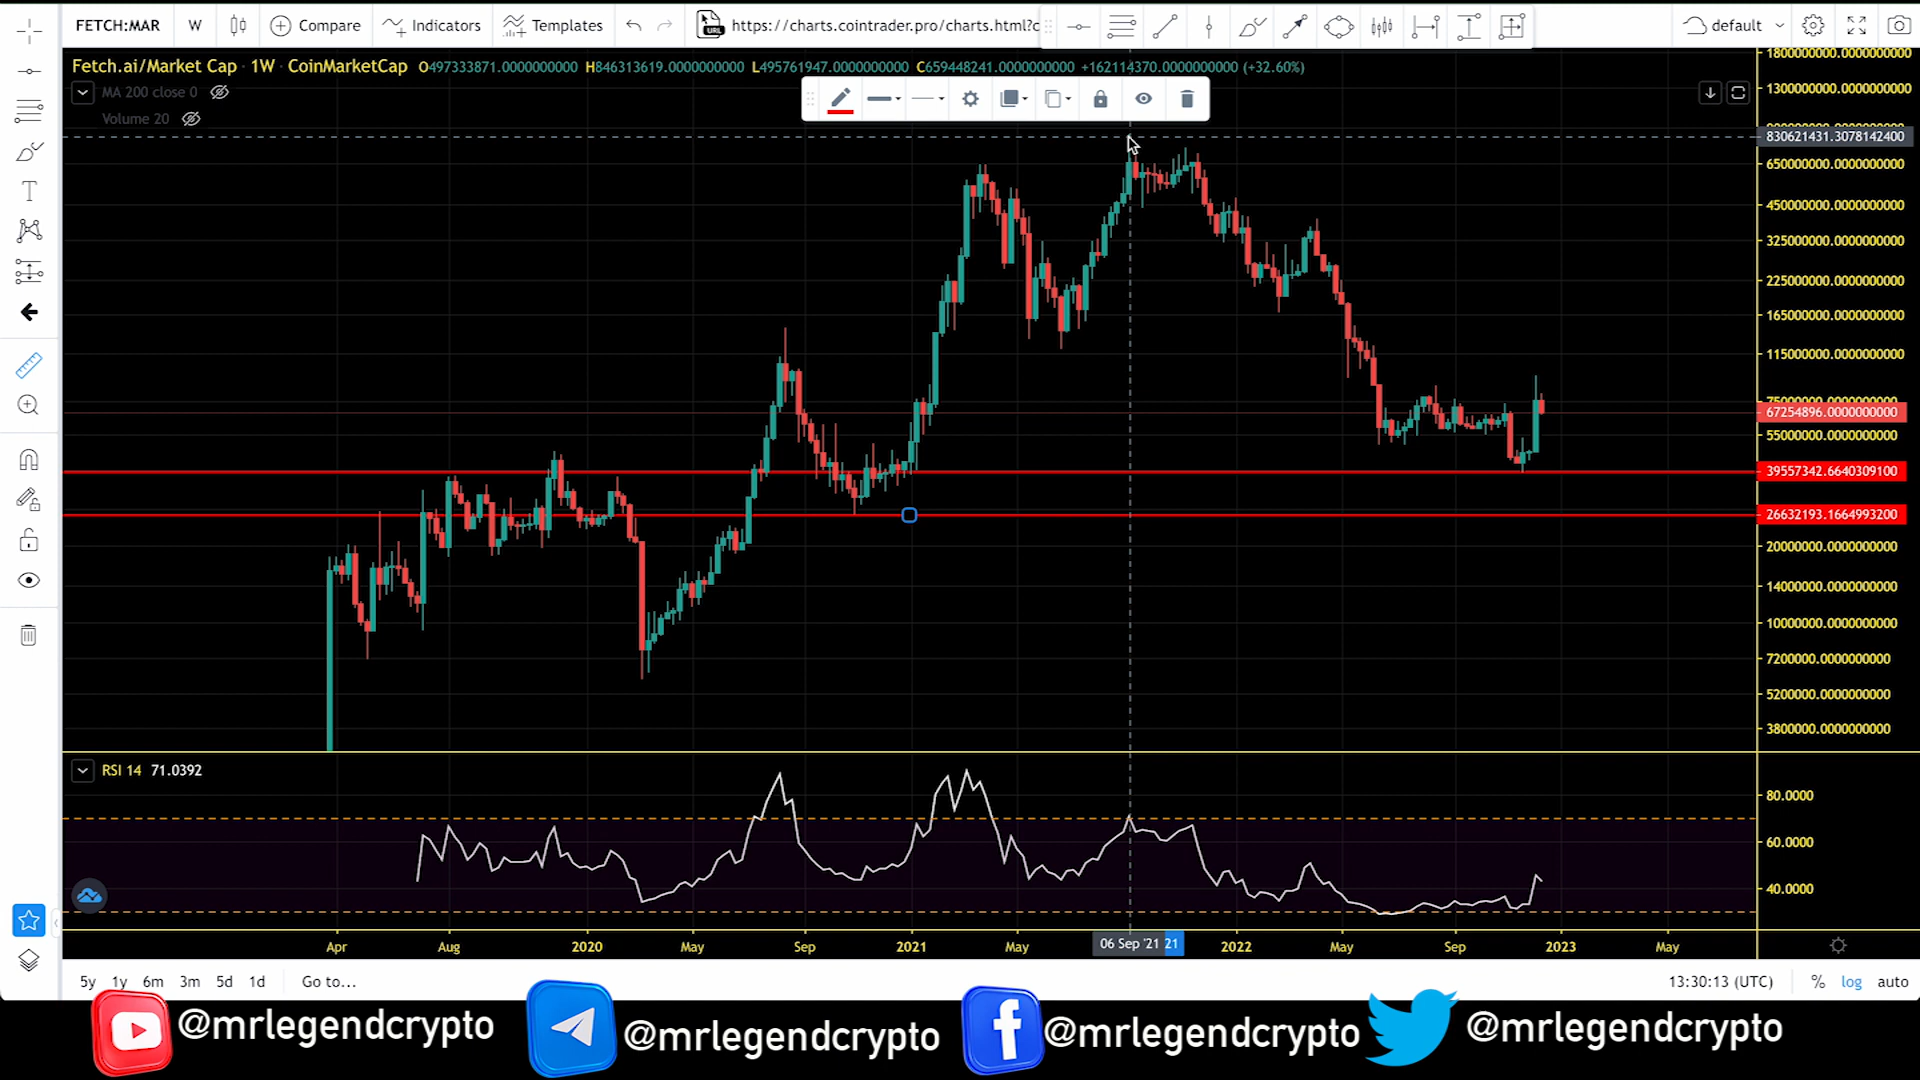 FETCH:MAR W Compare Indicators Templates https://charts.cointrader.pro/charts.html?c default
Fetch.ai/Market Cap · 1W · CoinMarketCap O497333871.0000000000 H846313619.0000000000 L495761947.0000000000 C659448241.0000000000 +162114370.0000000000 (+32.60%)
MA 200 close 0
Volume 20
1300000000.0000000000
830621431.3078142400
650000000.0000000000
450000000.0000000000
325000000.0000000000
225000000.0000000000
165000000.0000000000
115000000.0000000000
67254896.0000000000
55000000.0000000000
39557342.6640309100
26632193.1664993200
20000000.0000000000
14000000.0000000000
10000000.0000000000
7200000.0000000000
5200000.0000000000
3800000.0000000000
RSI 14 71.0392
80.0000
60.0000
40.0000
Apr Aug 2020 May Sep 2021 May 06 Sep '21 21 2022 May Sep 2023 May
5y 1y 6m 3m 5d 1d Go to... 13:30:13 (UTC) % log auto
@mrlegendcrypto @mrlegendcrypto @mrlegendcrypto @mrlegendcrypto